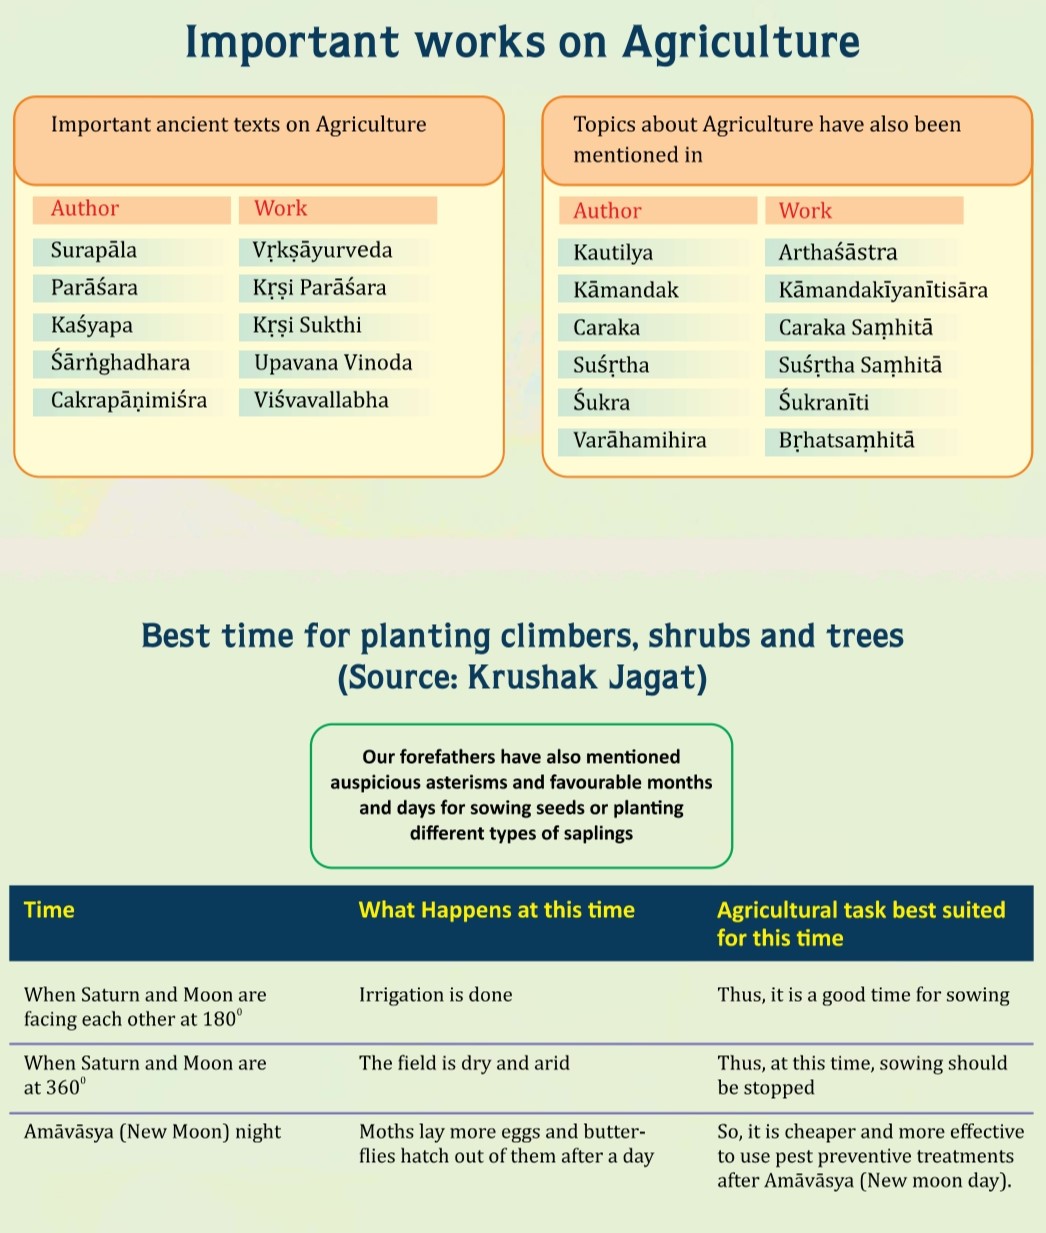 Important works on Agriculture
Important ancient texts on Agriculture
Author Work
Surapāla Vṛkṣāyurveda
Parāśara Kṛṣi Parāśara
Kaśyapa Kṛṣi Sukthi
Śārṅghadhara Upavana Vinoda
Cakrapāṇimiśra Viśvavallabha
Topics about Agriculture have also been
mentioned in
Author Work
Kautilya Arthaśāstra
Kāmandak Kāmandakīyanītisāra
Caraka Caraka Saṃhitā
Suśṛtha Suśṛtha Saṃhitā
Śukra Śukranīti
Varāhamihira Bṛhatsaṃhitā
Best time for planting climbers, shrubs and trees
(Source: Krushak Jagat)
Our forefathers have also mentioned
auspicious asterisms and favourable months
and days for sowing seeds or planting
different types of saplings
Time
What Happens at this time
Agricultural task best suited
for this time
When Saturn and Moon are
facing each other at 180⁰
Irrigation is done
Thus, it is a good time for sowing
When Saturn and Moon are
at 360⁰
The field is dry and arid
Thus, at this time, sowing should
be stopped
Amāvāsya (New Moon) night
Moths lay more eggs and butter-
flies hatch out of them after a day
So, it is cheaper and more effective
to use pest preventive treatments
after Amāvāsya (New moon day).